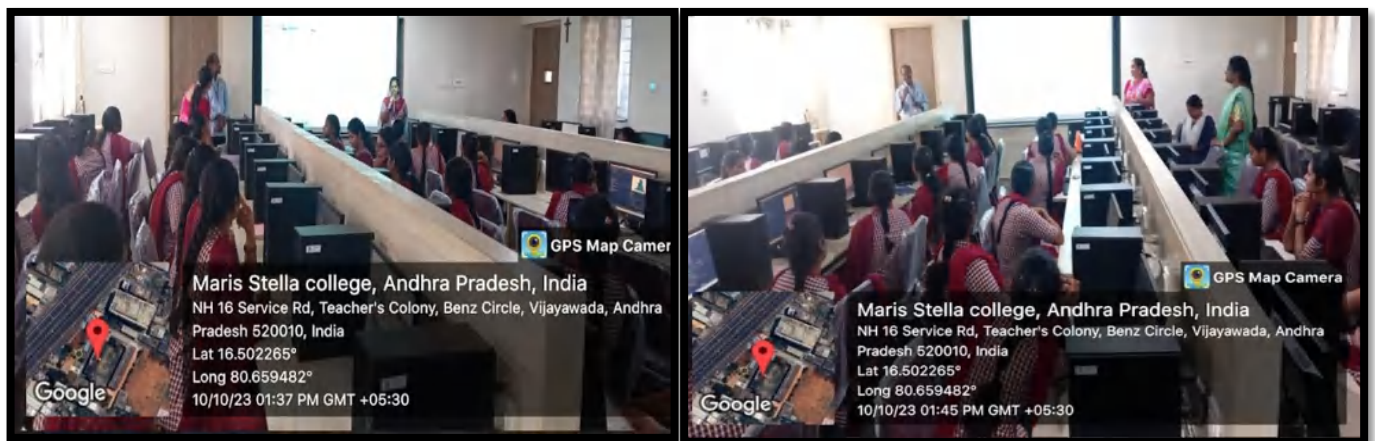 GPS Map Camer
Maris Stella college, Andhra Pradesh, India
NH 16 Service Rd, Teacher's Colony, Benz Circle, Vijayawada, Andhra
Pradesh 520010, India
Lat 16.502265°
Long 80.659482°
10/10/23 01:37 PM GMT +05:30
Google
GPS Map Camera
Maris Stella college, Andhra Pradesh, India
NH 16 Service Rd, Teacher's Colony, Benz Circle, Vijayawada, Andhra
Pradesh 520010, India
Lat 16.502265°
Long 80.659482°
10/10/23 01:45 PM GMT +05:30
Google